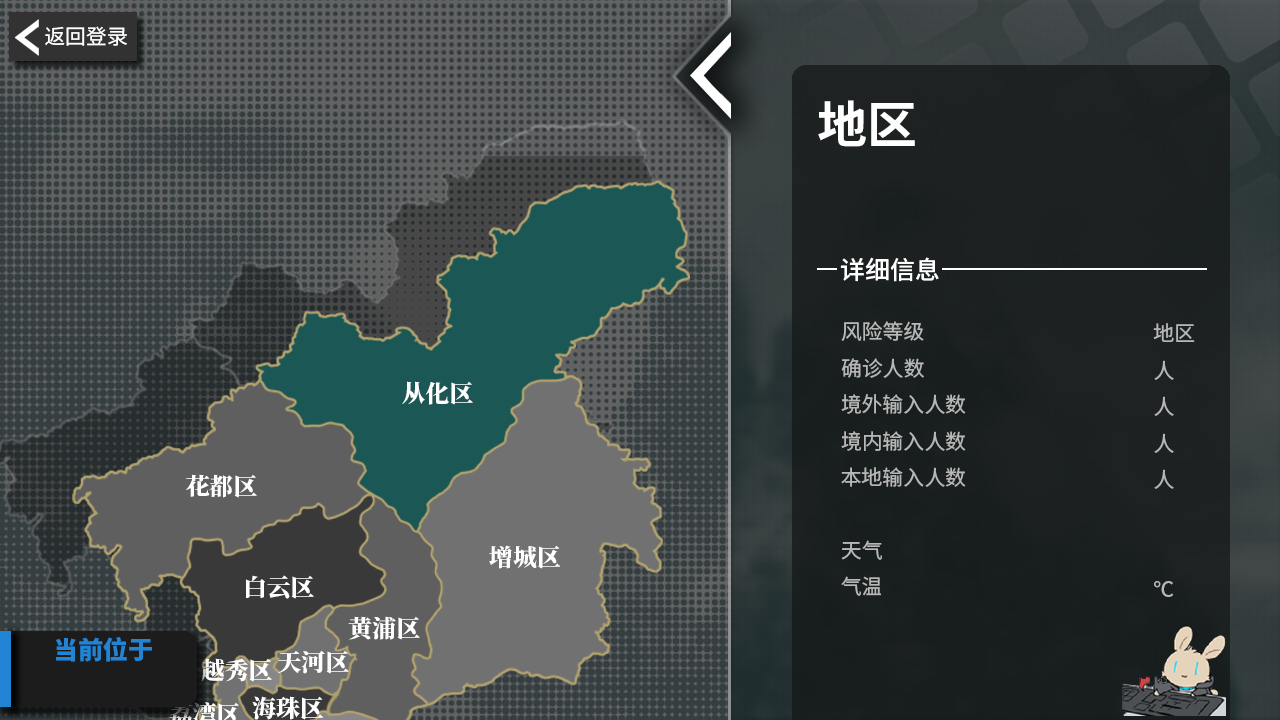 返回登录
地区
详细信息
风险等级 地区
确诊人数 人
境外输入人数 人
境内输入人数 人
本地输入人数 人
天气
气温 ℃
从化区
花都区
增城区
白云区
黄浦区
天河区
越秀区
海珠区
荔湾区
当前位于